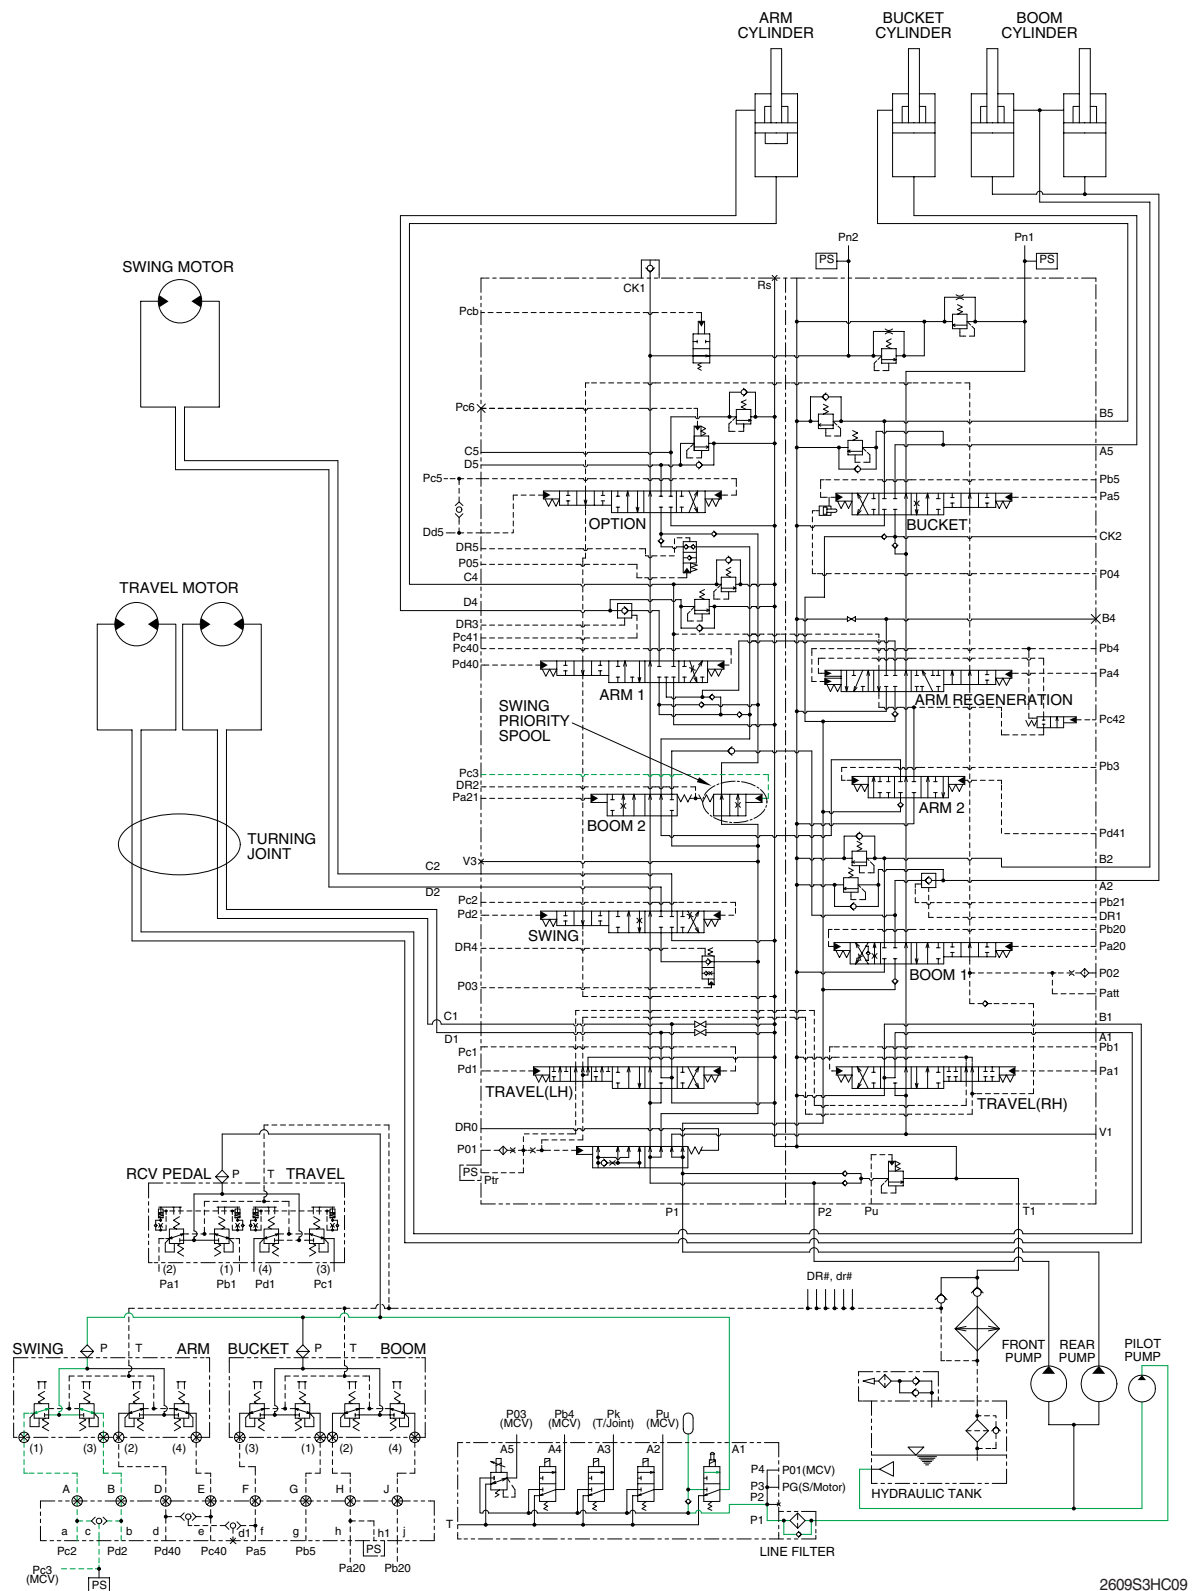 ARM
CYLINDER
BUCKET
CYLINDER
BOOM
CYLINDER
SWING MOTOR
Pn2
Pn1
PS
PS
CK1
Rs
Pcb
Pc6
B5
C5
A5
D5
Pc5
Pb5
Pa5
OPTION
BUCKET
Dd5
CK2
DR5
P05
P04
C4
TRAVEL MOTOR
D4
B4
DR3
Pc41
Pc40
Pb4
Pd40
Pa4
ARM 1
ARM REGENERATION
SWING
PRIORITY
SPOOL
Pc42
Pc3
Pb3
DR2
Pa21
ARM 2
BOOM 2
TURNING
JOINT
Pd41
V3
B2
C2
D2
A2
Pc2
Pb21
Pd2
DR1
SWING
Pb20
DR4
Pa20
BOOM 1
P02
P03
Patt
C1
B1
D1
A1
Pc1
Pb1
Pd1
Pa1
TRAVEL(LH)
TRAVEL(RH)
DR0
V1
P01
PS
Ptr
RCV PEDAL
P
T
TRAVEL
P1
P2
Pu
T1
(2)
(1)
(4)
(3)
Pa1
Pb1
Pd1
Pc1
DR#, dr#
SWING
P
T
ARM
BUCKET
P
T
BOOM
FRONT
PUMP
REAR
PUMP
PILOT
PUMP
(1)
(3)
(2)
(4)
(3)
(1)
(2)
(4)
P03
(MCV)
Pb4
(MCV)
Pk
(T/Joint)
Pu
(MCV)
A5
A4
A3
A2
A1
P4
P01(MCV)
P3
PG(S/Motor)
P2
P1
T
HYDRAULIC TANK
LINE FILTER
A
B
D
E
F
G
H
J
a
c
b
d
e
d1
f
g
h
h1
j
Pc2
Pd2
Pd40
Pc40
Pa5
Pb5
PS
Pa20
Pb20
Pc3
(MCV)
PS
2609S3HC09